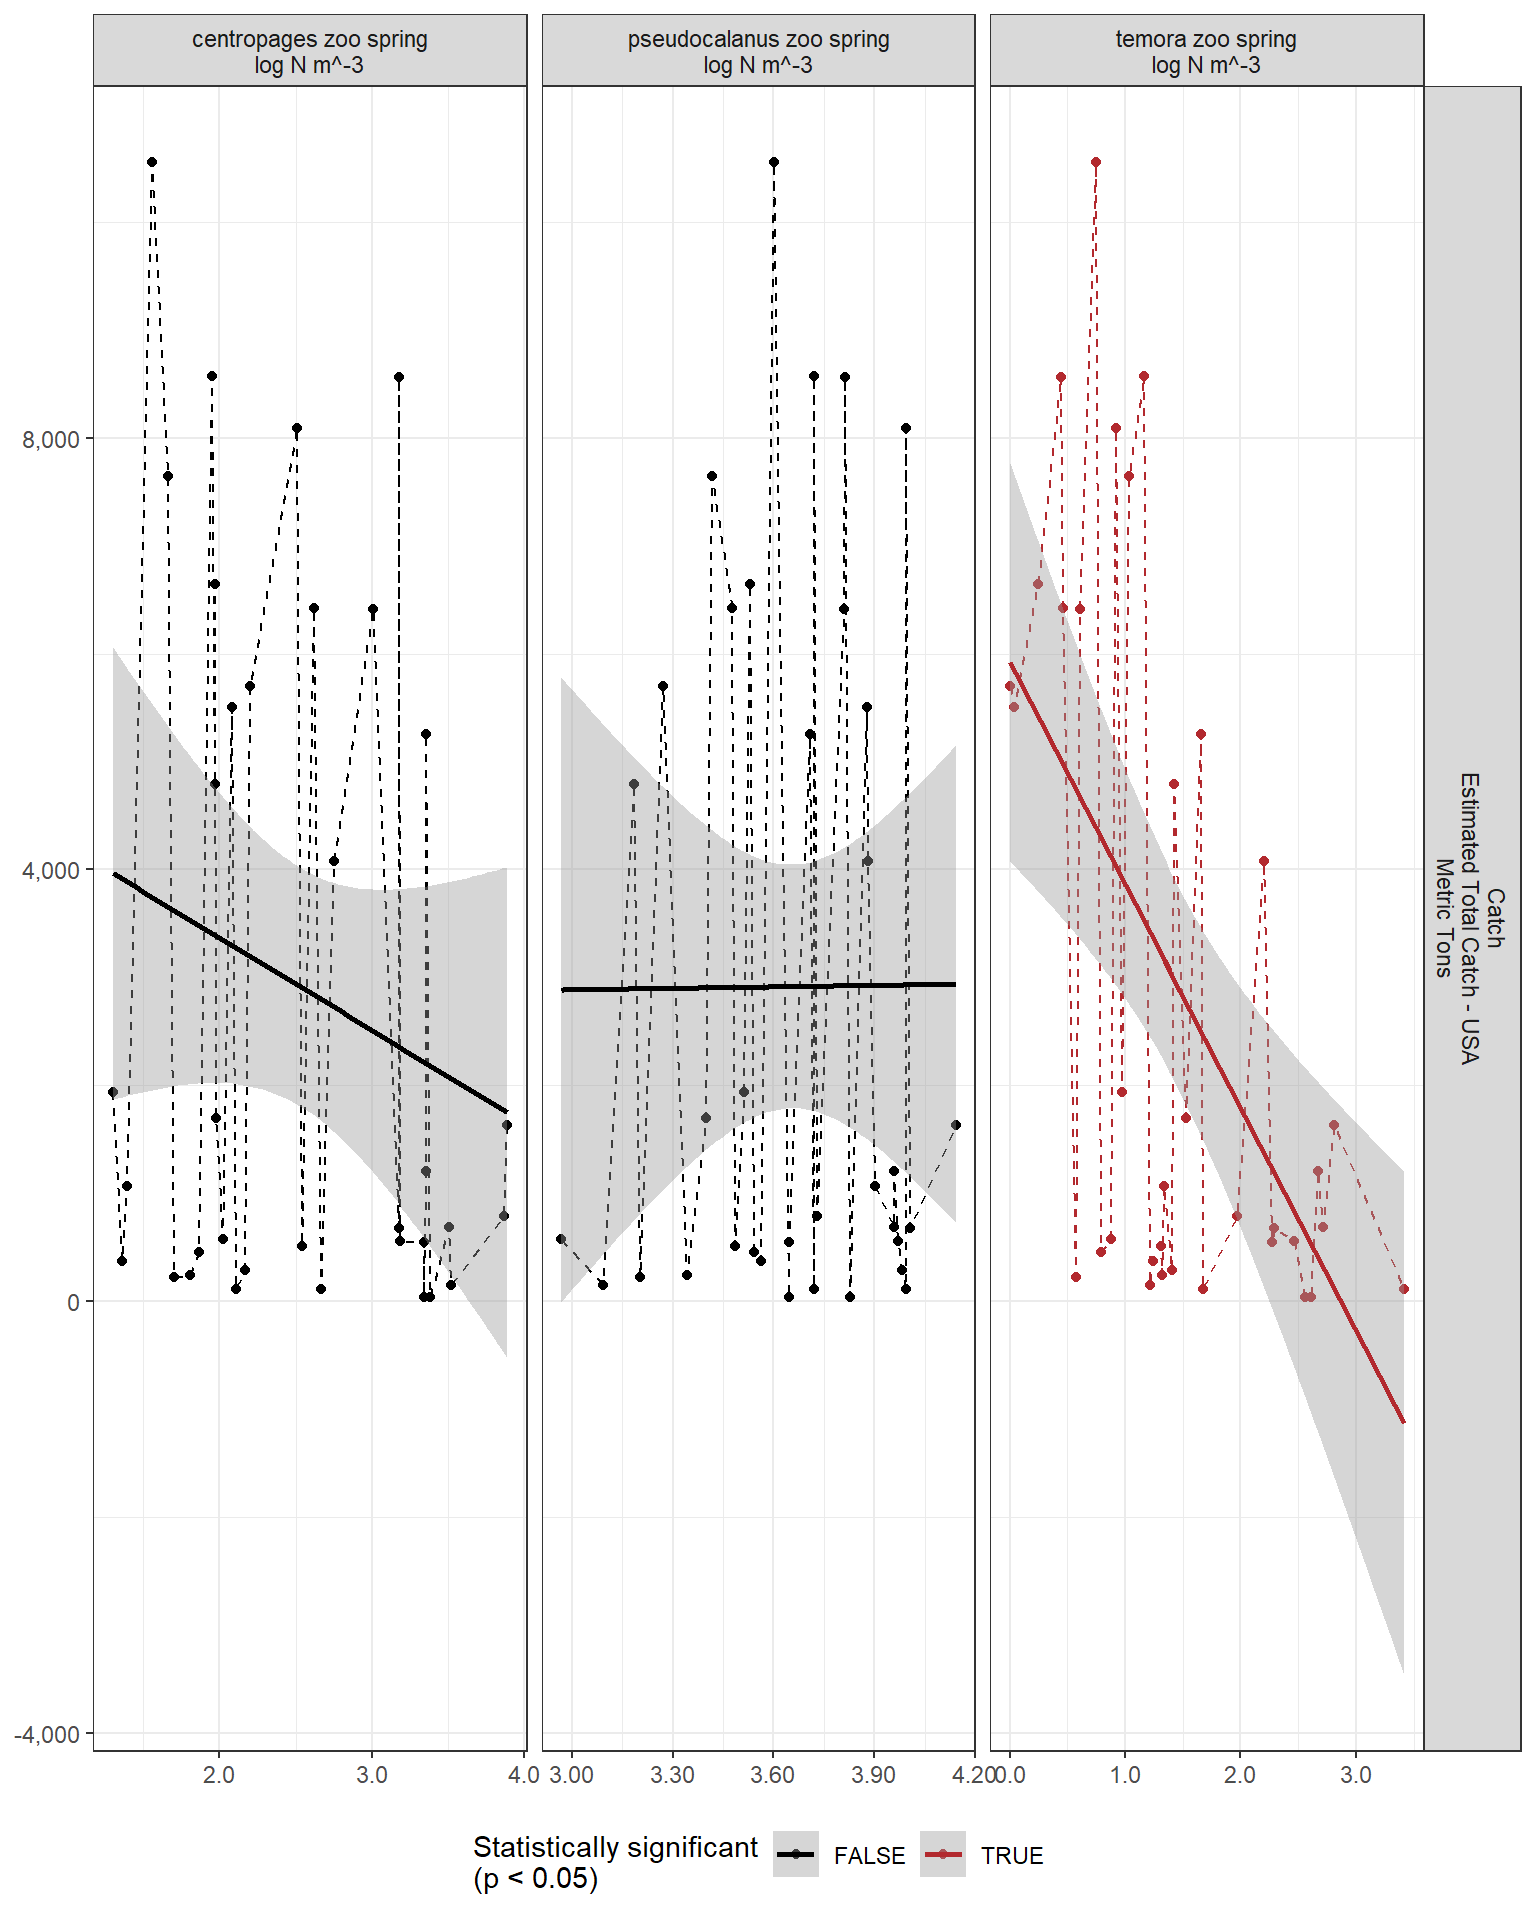 centropages zoo spring
log N m^-3
pseudocalanus zoo spring
log N m^-3
temora zoo spring
log N m^-3
8,000
4,000
0
-4,000
Catch
Estimated Total Catch - USA
Metric Tons
2.0 3.0 4.0
3.00 3.30 3.60 3.90 4.20
0.0 1.0 2.0 3.0
Statistically significant
(p < 0.05)
FALSE
TRUE